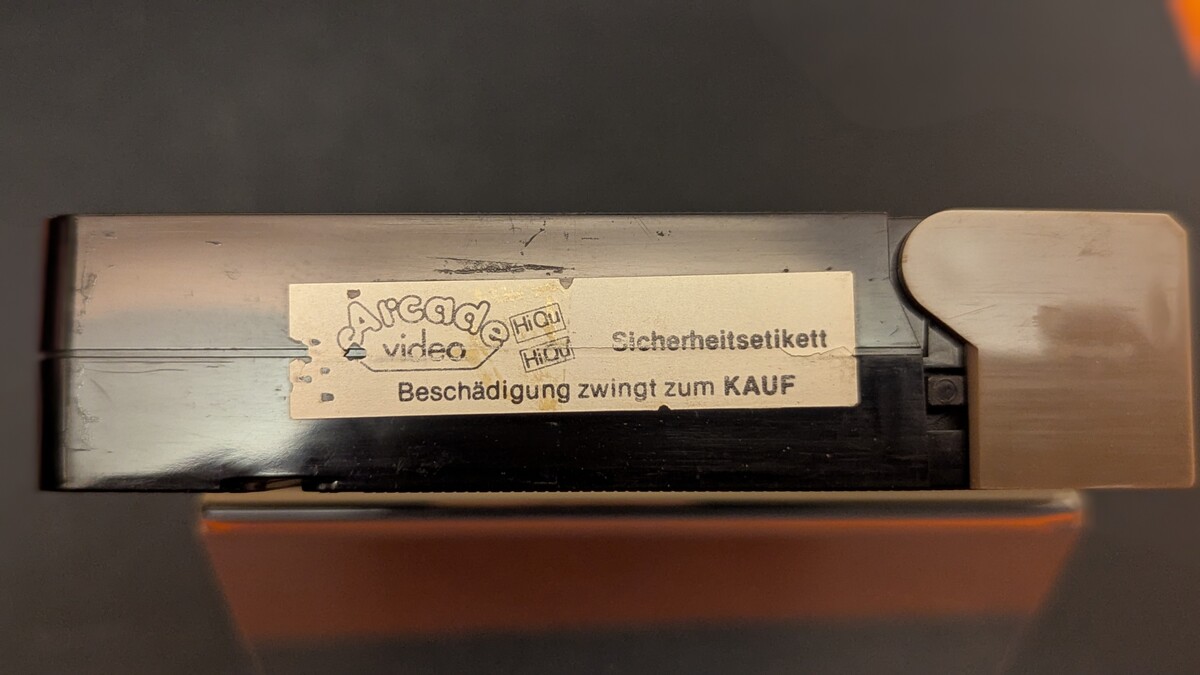 Arcade
video
HiQu
HiQu
Sicherheitsetikett
Beschädigung zwingt zum KAUF